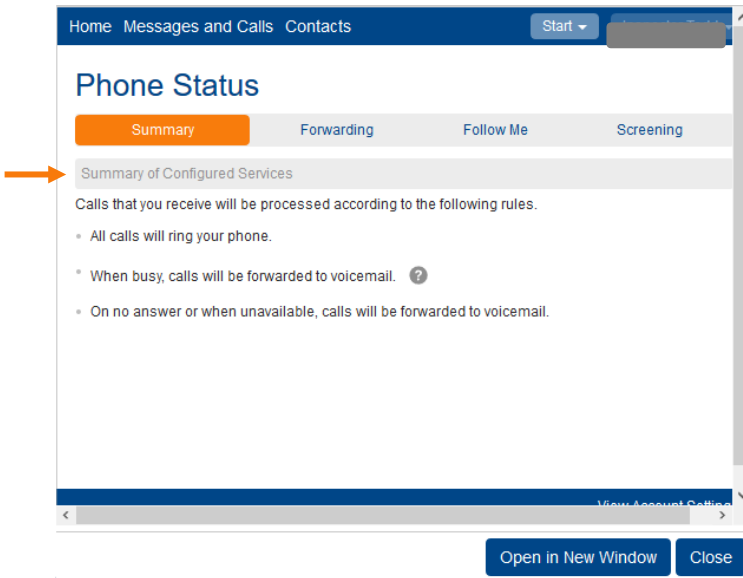 Home Messages and Calls Contacts Start
Phone Status
Summary Forwarding Follow Me Screening
Summary of Configured Services
Calls that you receive will be processed according to the following rules.
All calls will ring your phone.
When busy, calls will be forwarded to voicemail. ?
On no answer or when unavailable, calls will be forwarded to voicemail.
View Account Setting
Open in New Window Close